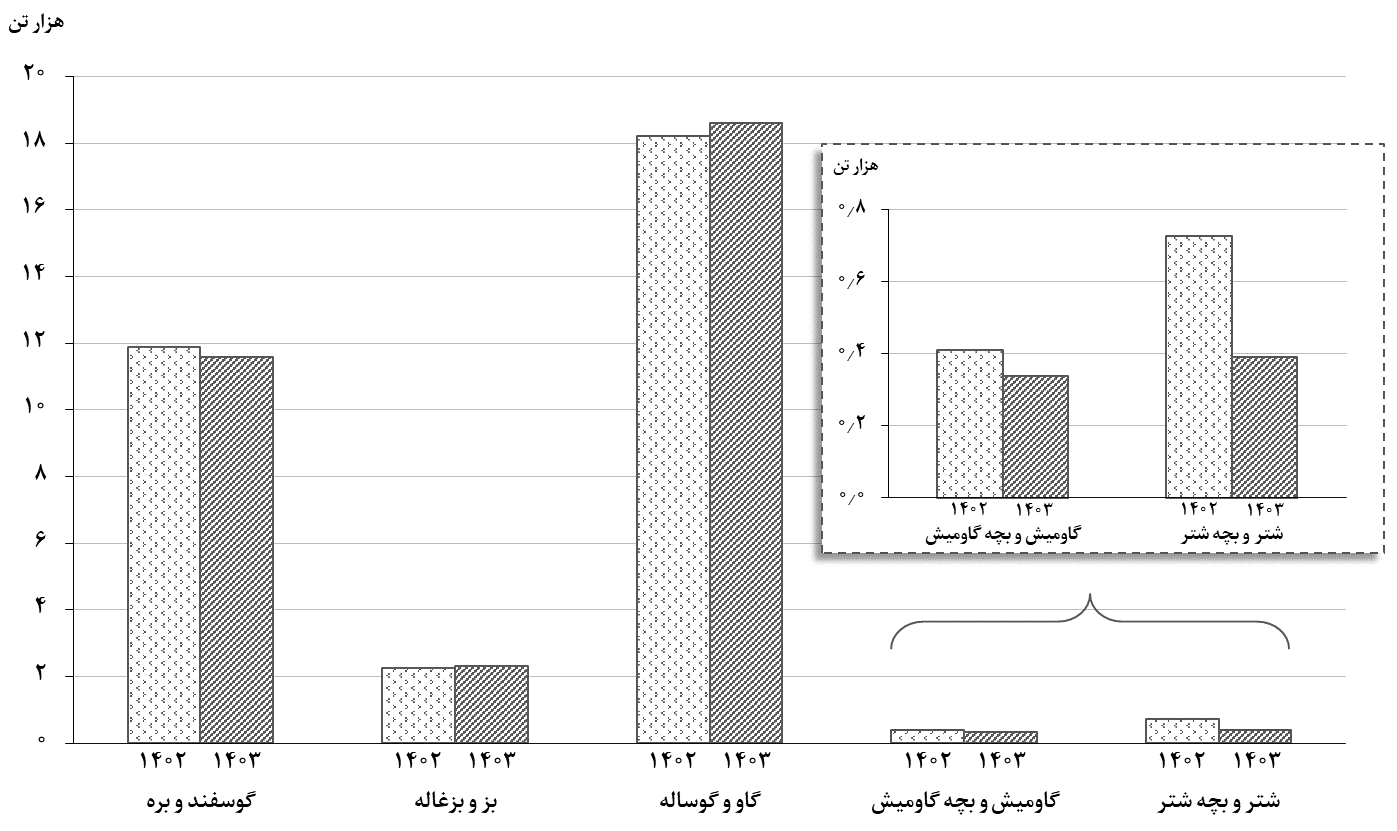 هزار تن
۲۰
۱۸
۱۶
۱۴
۱۲
۱۰
۸
۶
۴
۲
۰
۱۴۰۲ ۱۴۰۳
گوسفند و بره
۱۴۰۲ ۱۴۰۳
بز و بزغاله
۱۴۰۲ ۱۴۰۳
گاو و گوساله
۱۴۰۲ ۱۴۰۳
گاومیش و بچه گاومیش
۱۴۰۲ ۱۴۰۳
شتر و بچه شتر
هزار تن
۰/۸
۰/۶
۰/۴
۰/۲
۰/۰
۱۴۰۲ ۱۴۰۳
گاومیش و بچه گاومیش
۱۴۰۲ ۱۴۰۳
شتر و بچه شتر